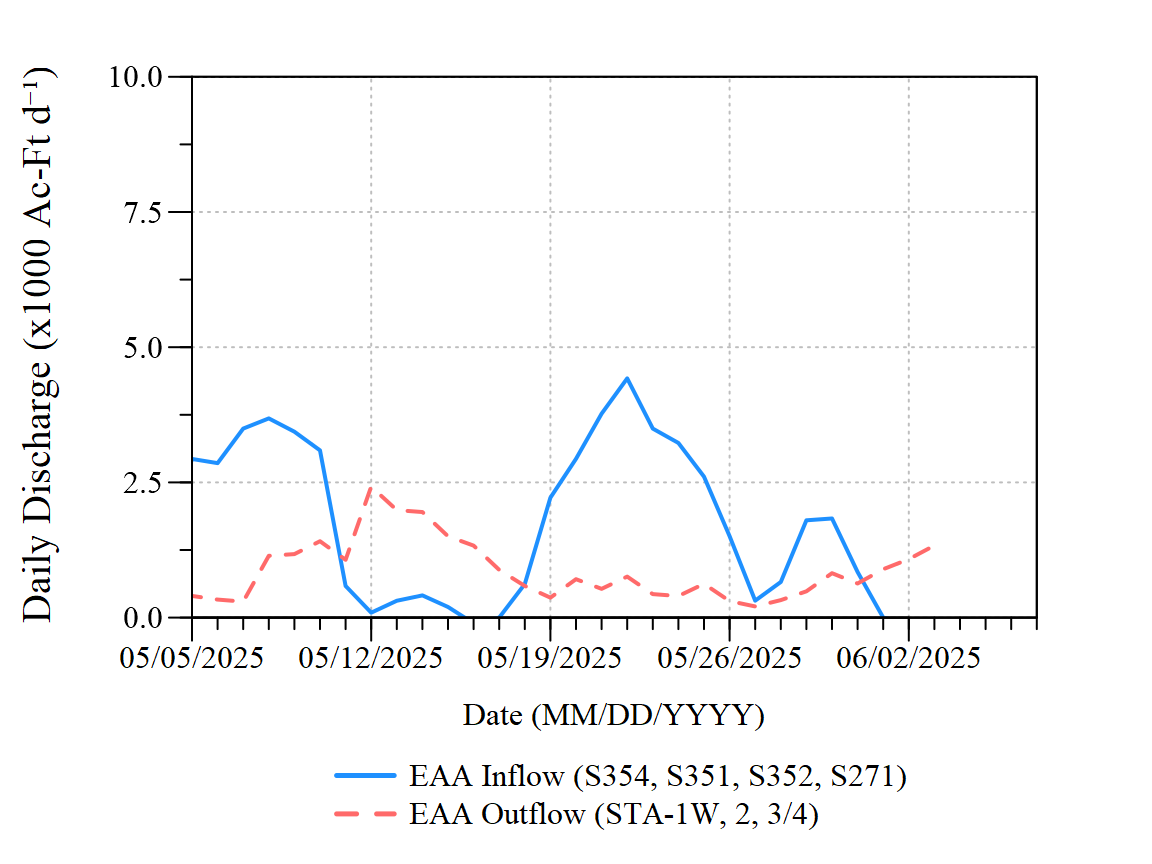 Daily Discharge (x1000 Ac-Ft d⁻¹)
10.0
7.5
5.0
2.5
0.0
05/05/2025 05/12/2025 05/19/2025 05/26/2025 06/02/2025
Date (MM/DD/YYYY)
EAA Inflow (S354, S351, S352, S271)
EAA Outflow (STA-1W, 2, 3/4)